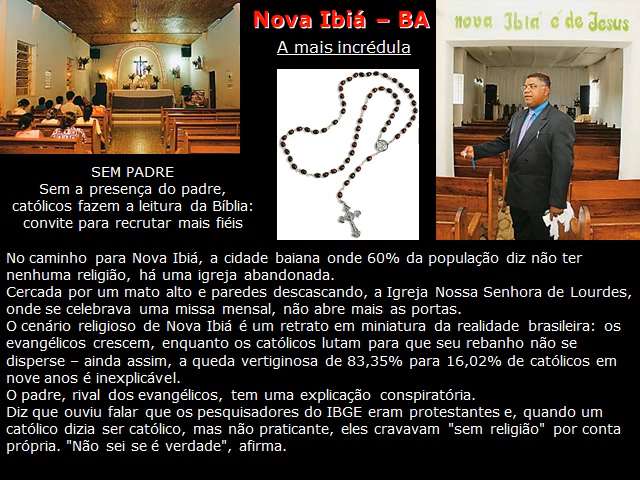 Nova Ibiá – BA
A mais incrédula
nova Ibiá é de Jesus
SEM PADRE
Sem a presença do padre,
católicos fazem a leitura da Bíblia:
convite para recrutar mais fiéis
No caminho para Nova Ibiá, a cidade baiana onde 60% da população diz não ter
nenhuma religião, há uma igreja abandonada.
Cercada por um mato alto e paredes descascando, a Igreja Nossa Senhora de Lourdes,
onde se celebrava uma missa mensal, não abre mais as portas.
O cenário religioso de Nova Ibiá é um retrato em miniatura da realidade brasileira: os
evangélicos crescem, enquanto os católicos lutam para que seu rebanho não se
disperse – ainda assim, a queda vertiginosa de 83,35% para 16,02% de católicos em
nove anos é inexplicável.
O padre, rival dos evangélicos, tem uma explicação conspiratória.
Diz que ouviu falar que os pesquisadores do IBGE eram protestantes e, quando um
católico dizia ser católico, mas não praticante, eles cravavam "sem religião" por conta
própria. "Não sei se é verdade", afirma.